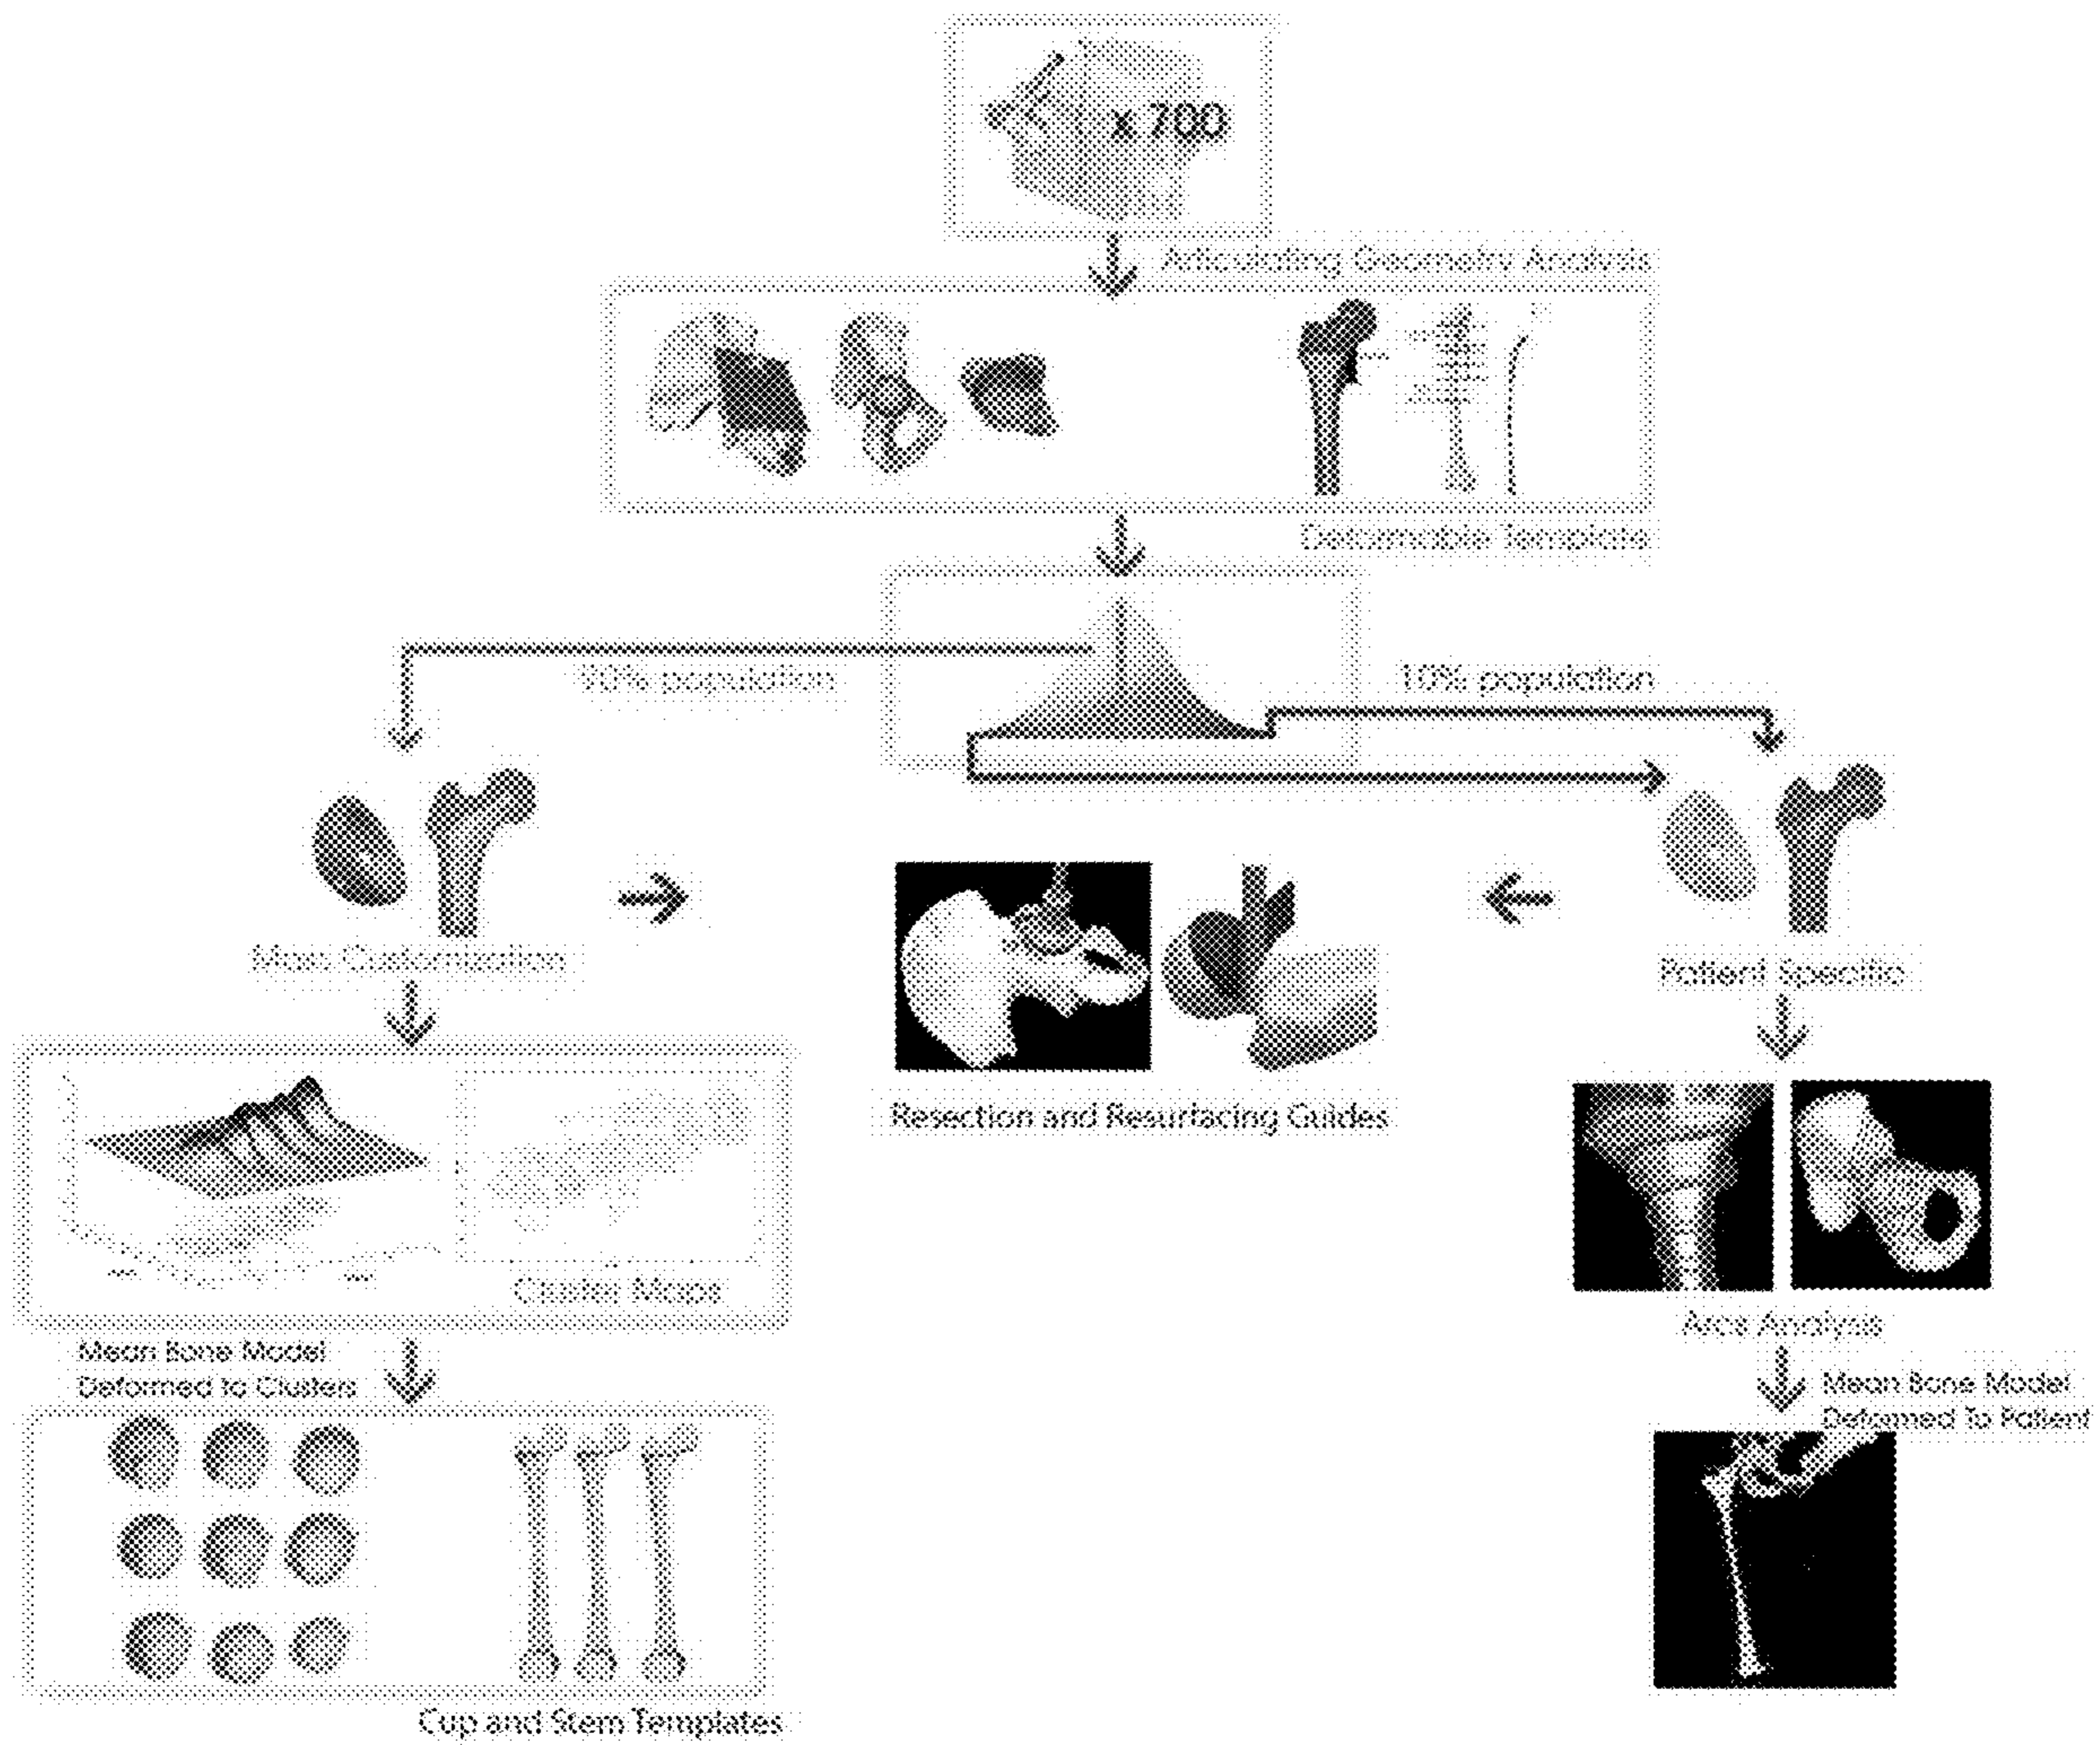 x 700
Articulating Geometry Analysis
Deformable Template
90% population
10% population
Mass Customization
Patient Specific
Resection and Resurfacing Guides
Cluster Maps
Area Analysis
Mean Bone Model
Deformed to Clusters
Mean Bone Model
Deformed To Patient
Cup and Stem Templates